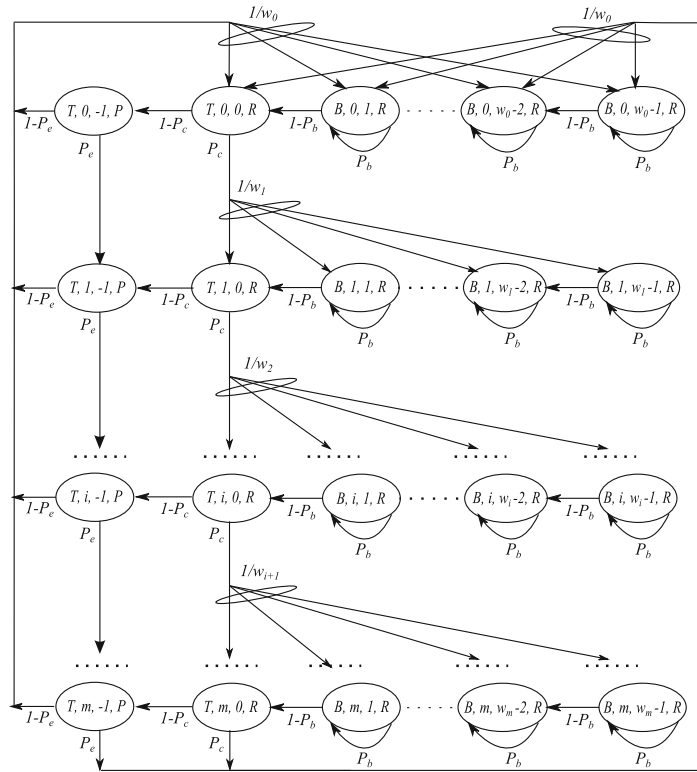 1/w0 1/w0
T, 0, -1, P T, 0, 0, R B, 0, 1, R . . . . . . B, 0, w0-2, R B, 0, w0-1, R
1-Pe 1-Pc 1-Pb 1-Pb
Pe Pc Pb Pb Pb
1/w1
T, 1, -1, P T, 1, 0, R B, 1, 1, R . . . . . . B, 1, w1-2, R B, 1, w1-1, R
1-Pe 1-Pc 1-Pb 1-Pb
Pe Pc Pb Pb Pb
1/w2
...... ...... ...... ...... ......
T, i, -1, P T, i, 0, R B, i, 1, R . . . . . . B, i, wi-2, R B, i, wi-1, R
1-Pe 1-Pc 1-Pb 1-Pb
Pe Pc Pb Pb Pb
1/wi+1
...... ...... ...... ...... ......
T, m, -1, P T, m, 0, R B, m, 1, R . . . . . . B, m, wm-2, R B, m, wm-1, R
1-Pe 1-Pc 1-Pb 1-Pb
Pe Pc Pb Pb Pb